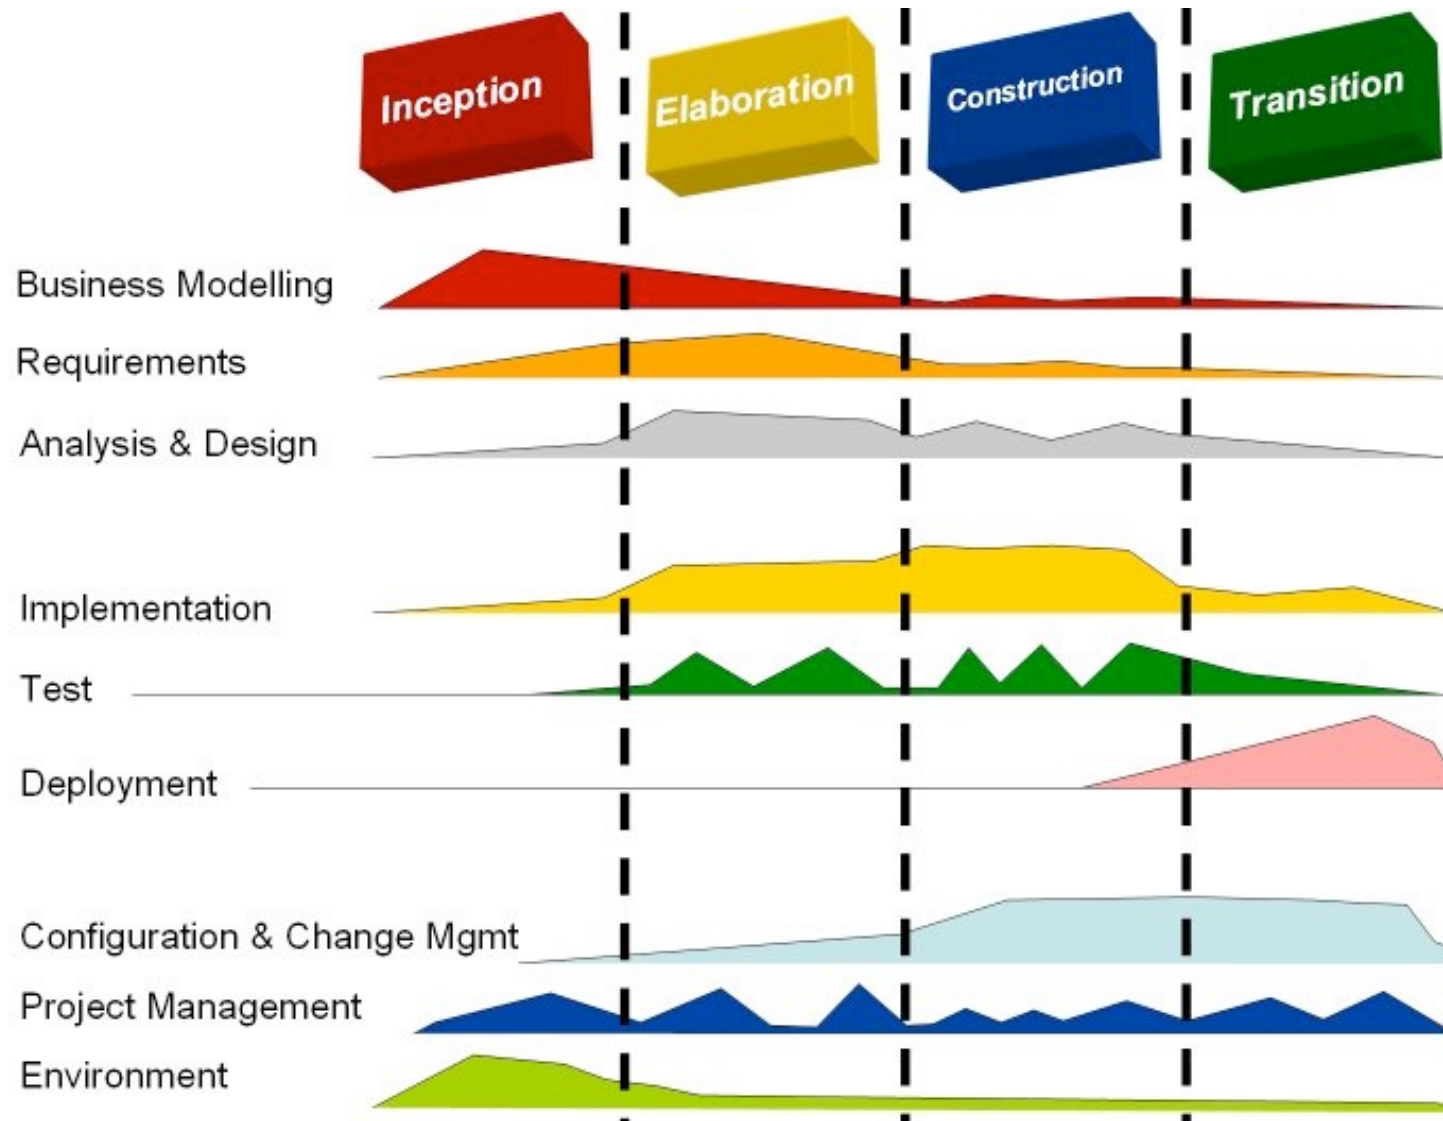 Inception
Elaboration
Construction
Transition
Business Modelling
Requirements
Analysis & Design
Implementation
Test
Deployment
Configuration & Change Mgmt
Project Management
Environment